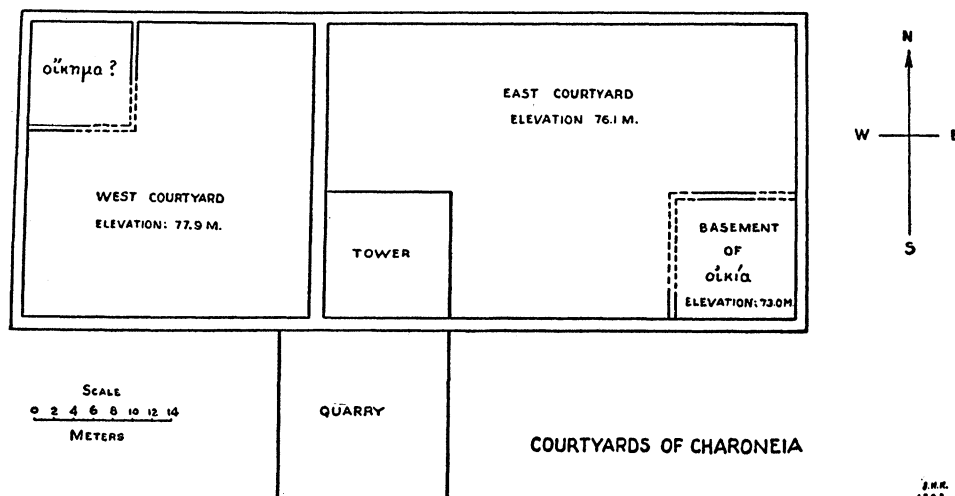 οἴκημα ?
EAST COURTYARD
ELEVATION 76.1 M.
N
W E
S
WEST COURTYARD
ELEVATION: 77.9 M.
TOWER
BASEMENT
OF
οἰκία
ELEVATION: 73.0 M.
SCALE
0 2 4 6 8 10 12 14
METERS
QUARRY
COURTYARDS OF CHARONEIA